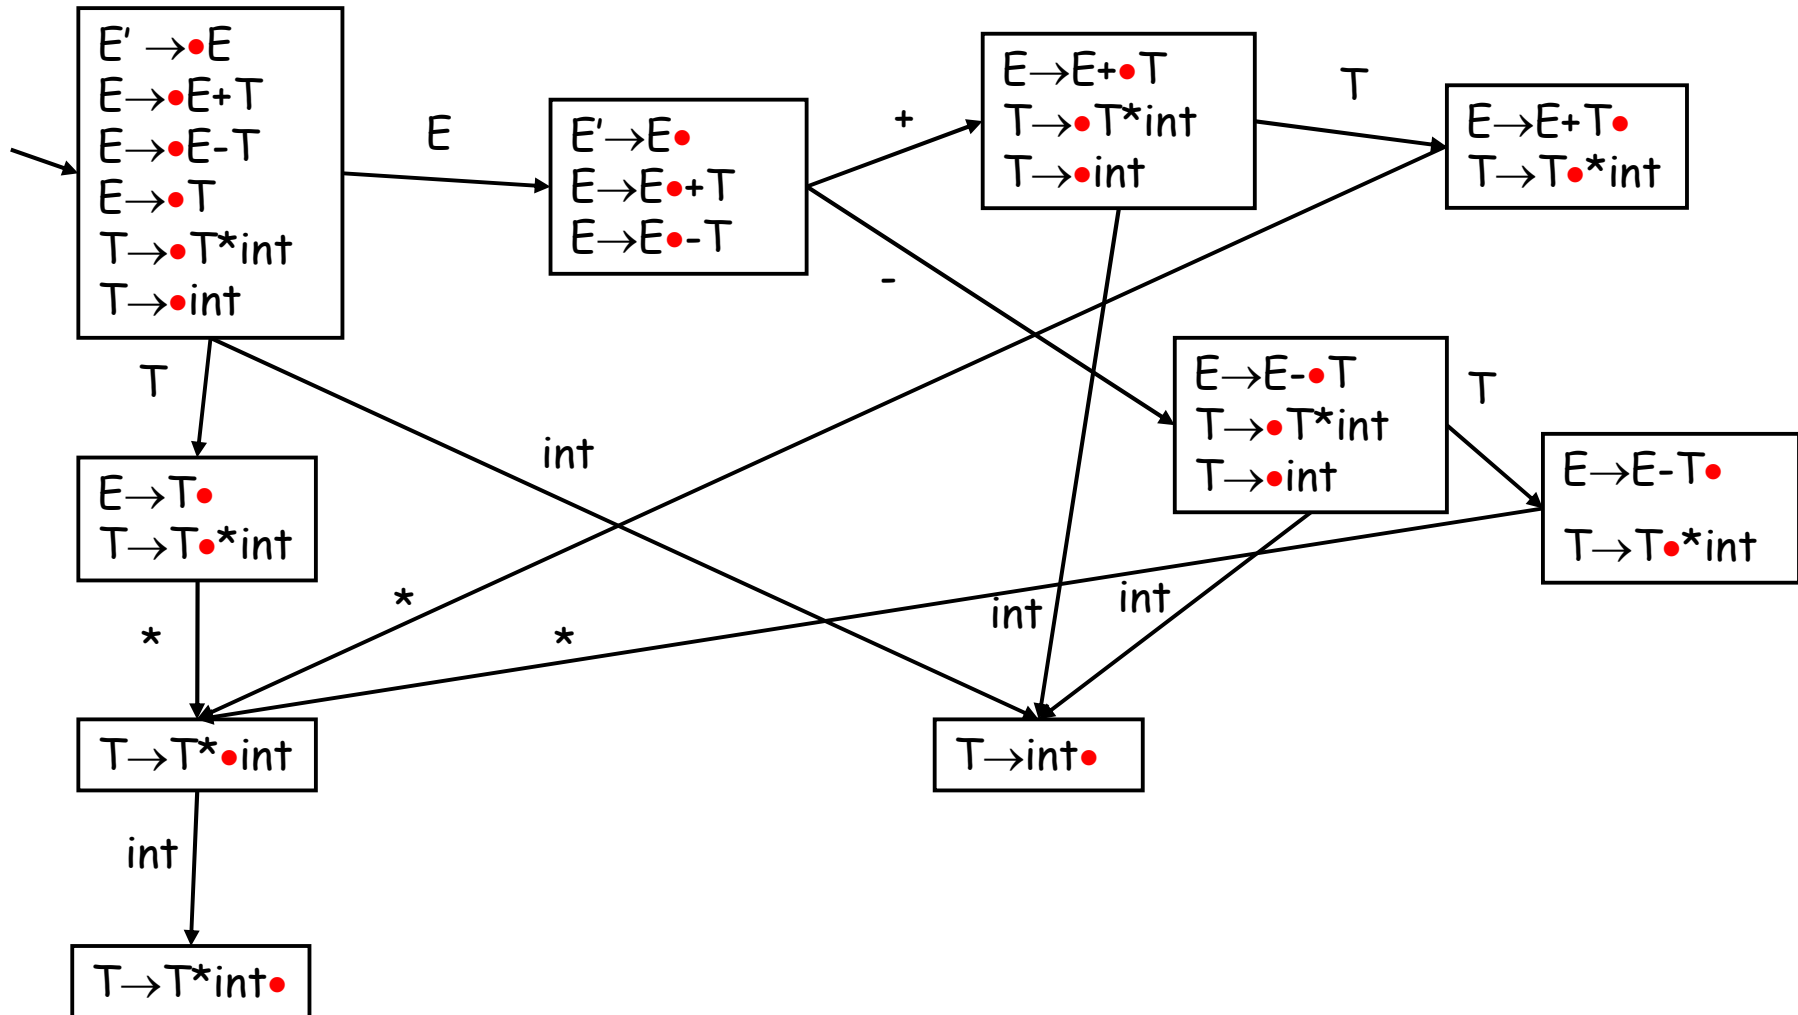 E′ →•E
E→•E+T
E→•E-T
E→•T
T→•T*int
T→•int
E
E′→E•
E→E•+T
E→E•-T
+
-
E→E+•T
T→•T*int
T→•int
T
E→E+T•
T→T•*int
E→E-•T
T→•T*int
T→•int
T
E→E-T•
T→T•*int
T
int
E→T•
T→T•*int
*
*
*
int
int
T→T*•int
T→int•
int
T→T*int•